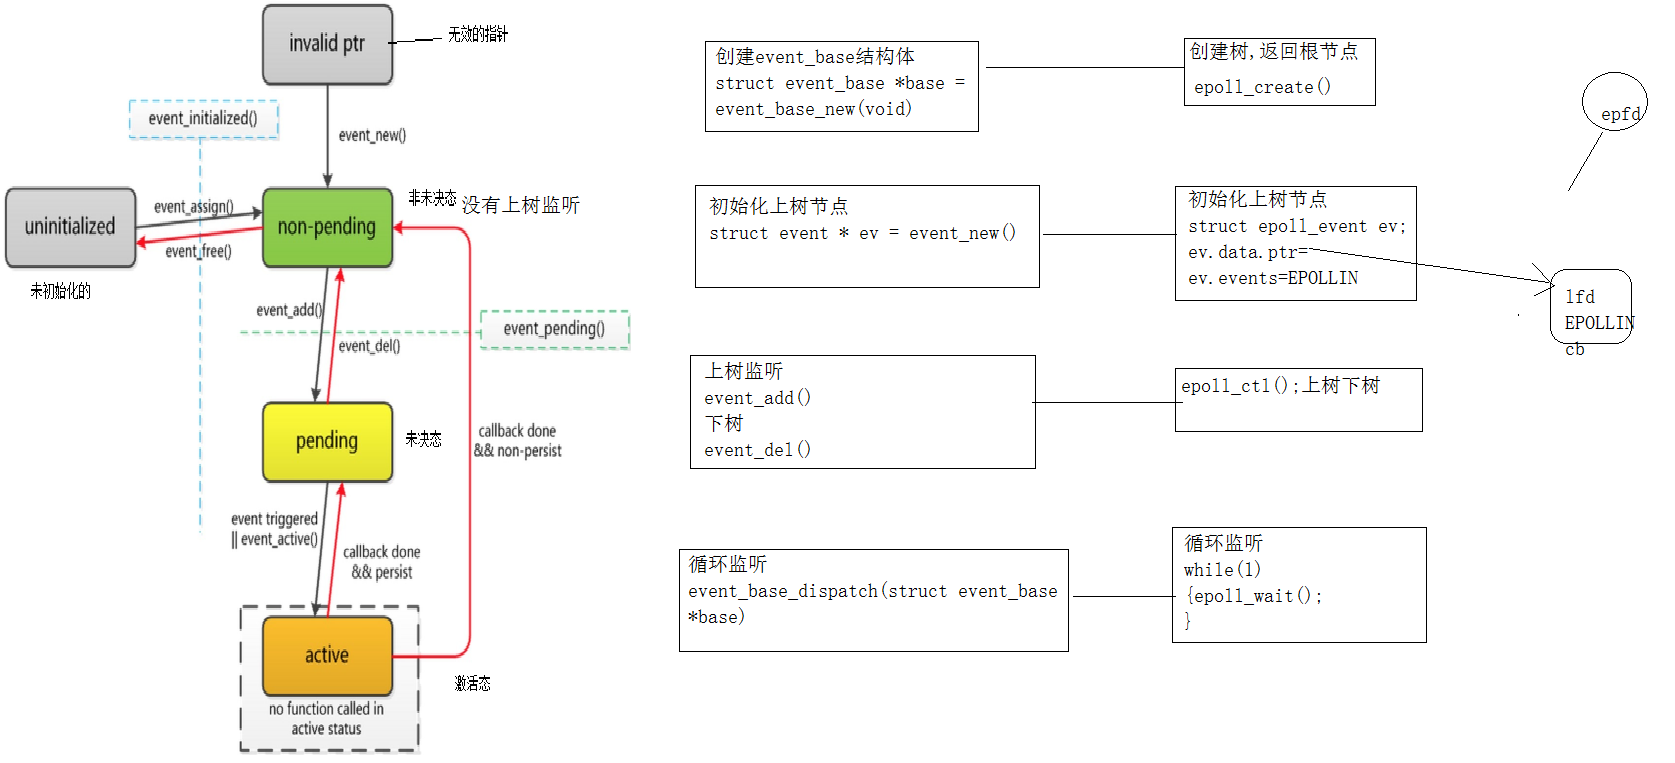 invalid ptr
无效的指针
event_initialized()
event_new()
uninitialized
event_assign()
event_free()
未初始化的
non-pending
非未决态
没有上树监听
event_add()
event_del()
event_pending()
pending
未决态
callback done
&& non-persist
event triggered
|| event_active()
callback done
&& persist
active
no function called in
active status
激活态
创建event_base结构体
struct event_base *base =
event_base_new(void)
创建树,返回根节点
epoll_create()
epfd
初始化上树节点
struct event * ev = event_new()
初始化上树节点
struct epoll_event ev;
ev.data.ptr=
ev.events=EPOLLIN
lfd
EPOLLIN
cb
上树监听
event_add()
下树
event_del()
epoll_ctl();上树下树
循环监听
event_base_dispatch(struct event_base
*base)
循环监听
while(1)
{epoll_wait();
}